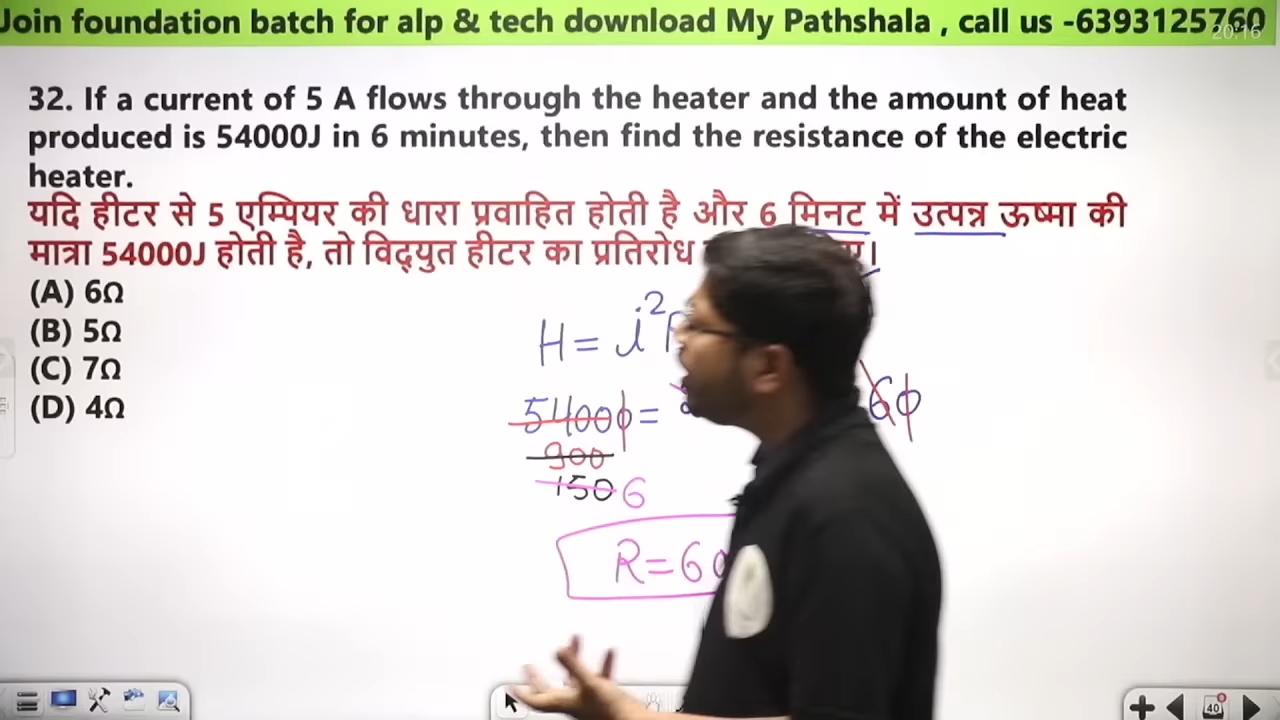 Join foundation batch for alp & tech download My Pathshala , call us -6393125760
20:16
32. If a current of 5 A flows through the heater and the amount of heat
produced is 54000J in 6 minutes, then find the resistance of the electric
heater.
यदि हीटर से 5 एम्पियर की धारा प्रवाहित होती है और 6 मिनट में उत्पन्न ऊष्मा की
मात्रा 54000J होती है, तो विद्युत हीटर का प्रतिरोध
(A) 6Ω
(B) 5Ω
(C) 7Ω
(D) 4Ω
H = i²
54000 = 60
900
150 6
R = 6
40